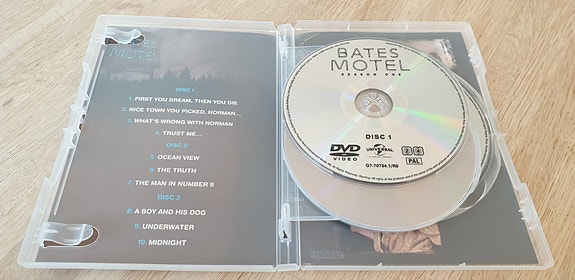 BATES
MOTEL
DISC 1
1. FIRST YOU DREAM, THEN YOU DIE
2. NICE TOWN YOU PICKED, NORMAN...
3. WHAT'S WRONG WITH NORMAN
4. TRUST ME...
DISC 2
5. OCEAN VIEW
6. THE TRUTH
7. THE MAN IN NUMBER 9
DISC 3
8. A BOY AND HIS DOG
9. UNDERWATER
10. MIDNIGHT
BATES
MOTEL
SEASON ONE
DISC 1
DVD
VIDEO
UNIVERSAL
PAL